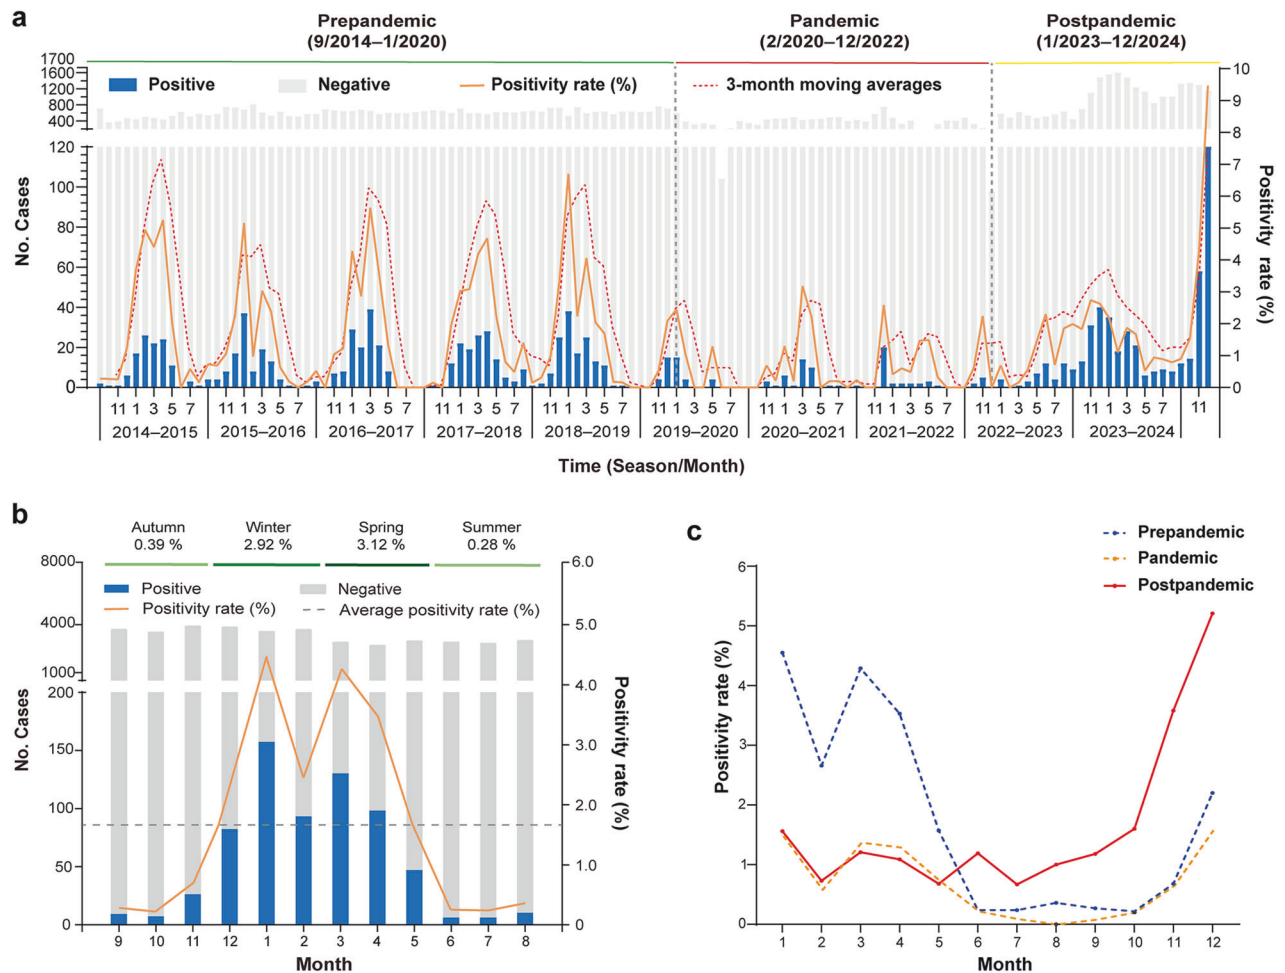 a
Prepandemic
(9/2014–1/2020)
Pandemic
(2/2020–12/2022)
Postpandemic
(1/2023–12/2024)
Positive
Negative
Positivity rate (%)
3-month moving averages
1700
1600
1200
800
400
120
100
80
60
40
20
0
No. Cases
10
9
8
7
6
5
4
3
2
1
0
Positivity rate (%)
11 1 3 5 7 11 1 3 5 7 11 1 3 5 7 11 1 3 5 7 11 1 3 5 7 11 1 3 5 7 11 1 3 5 7 11 1 3 5 7 11 1 3 5 7 11 1 3 5 7 11
2014–2015 2015–2016 2016–2017 2017–2018 2018–2019 2019–2020 2020–2021 2021–2022 2022–2023 2023–2024
Time (Season/Month)
b
Autumn
0.39 %
Winter
2.92 %
Spring
3.12 %
Summer
0.28 %
Positive
Negative
Positivity rate (%)
Average positivity rate (%)
8000
4000
1000
200
150
100
50
0
No. Cases
6.0
5.0
4.0
3.0
2.0
1.0
0
Positivity rate (%)
9 10 11 12 1 2 3 4 5 6 7 8
Month
c
Prepandemic
Pandemic
Postpandemic
6
5
4
3
2
1
0
Positivity rate (%)
1 2 3 4 5 6 7 8 9 10 11 12
Month